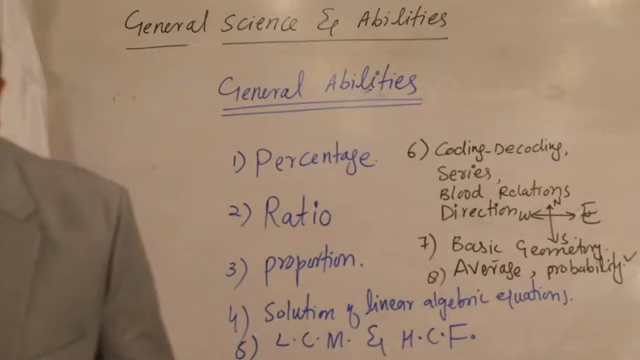 General Science & Abilities
General Abilities
1) Percentage.
2) Ratio
3) proportion.
4) Solution of linear algebric equations.
5) L.C.M. & H.C.F.
6) Coding-Decoding,
Series,
Blood Relations
Direction W N E S
7) Basic Geometry.
8) Average, probability.